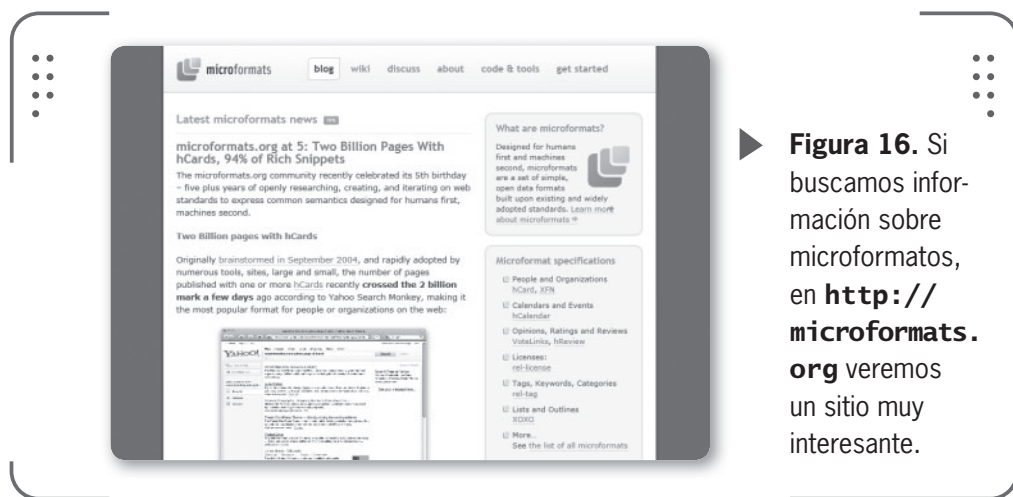 microformats
blog wiki discuss about code & tools get started
Latest microformats news
microformats.org at 5: Two Billion Pages With
hCards, 94% of Rich Snippets
The microformats.org community recently celebrated its 5th birthday
– five plus years of openly researching, creating, and iterating on web
standards to express common semantics designed for humans first,
machines second.
Two Billion pages with hCards
Originally brainstormed in September 2004, and rapidly adopted by
numerous tools, sites, large and small, the number of pages
published with one or more hCards recently crossed the 2 billion
mark a few days ago according to Yahoo Search Monkey, making it
the most popular format for people or organizations on the web:
YAHOO!
What are microformats?
Designed for humans
first and machines
second, microformats
are a set of simple,
open data formats
built upon existing and widely
adopted standards. Learn more
about microformats
Microformat specifications
People and Organizations
hCard, XFN
Calendars and Events
hCalendar
Opinions, Ratings and Reviews
VoteLinks, hReview
Licenses:
rel-license
Tags, Keywords, Categories
rel-tag
Lists and Outlines
XOXO
More...
See the list of all microformats
Figura 16. Si
buscamos infor-
mación sobre
microformatos,
en http://
microformats.
org veremos
un sitio muy
interesante.